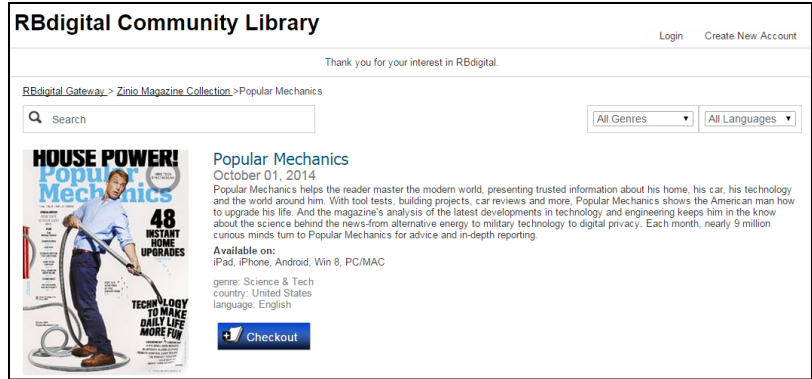 RBdigital Community Library
Login Create New Account
Thank you for your interest in RBdigital.
RBdigital Gateway > Zinio Magazine Collection >Popular Mechanics
Search
All Genres All Languages
HOUSE POWER!
Popular
Mechanics
48
INSTANT
HOME
UPGRADES
TECHNOLOGY
TO MAKE
DAILY LIFE
MORE FUN
Popular Mechanics
October 01, 2014
Popular Mechanics helps the reader master the modern world, presenting trusted information about his home, his car, his technology
and the world around him. With tool tests, building projects, car reviews and more, Popular Mechanics shows the American man how
to upgrade his life. And the magazine's analysis of the latest developments in technology and engineering keeps him in the know
about the science behind the news-from alternative energy to military technology to digital privacy. Each month, nearly 9 million
curious minds turn to Popular Mechanics for advice and in-depth reporting.
Available on:
iPad, iPhone, Android, Win 8, PC/MAC
genre: Science & Tech
country: United States
language: English
Checkout